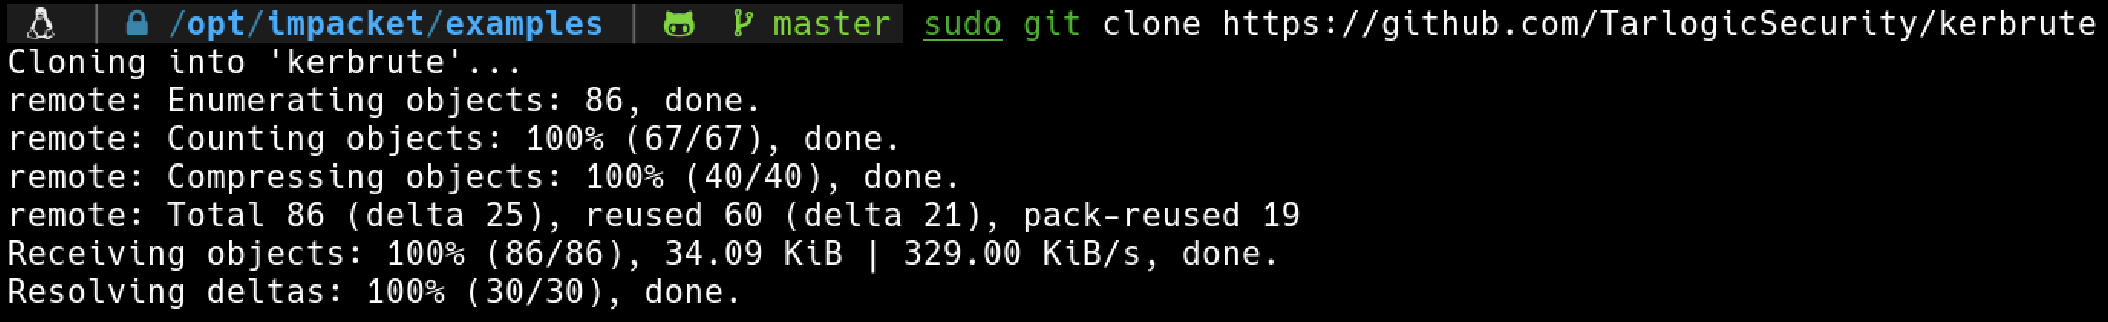 /opt/impacket/examples | master sudo git clone https://github.com/TarlogicSecurity/kerbrute
Cloning into 'kerbrute'...
remote: Enumerating objects: 86, done.
remote: Counting objects: 100% (67/67), done.
remote: Compressing objects: 100% (40/40), done.
remote: Total 86 (delta 25), reused 60 (delta 21), pack-reused 19
Receiving objects: 100% (86/86), 34.09 KiB | 329.00 KiB/s, done.
Resolving deltas: 100% (30/30), done.